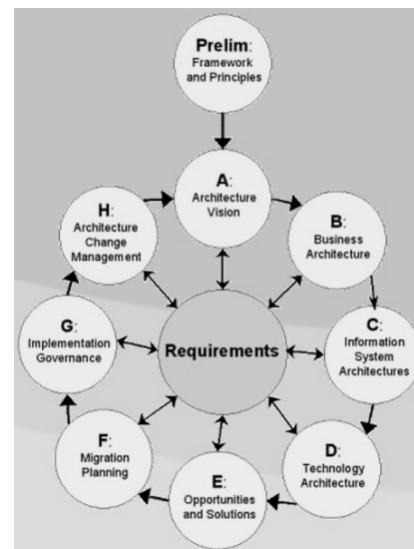 Prelim:
Framework
and Principles
A:
Architecture
Vision
H:
Architecture
Change
Management
B:
Business
Architecture
G:
Implementation
Governance
Requirements
C:
Information
System
Architectures
F:
Migration
Planning
D:
Technology
Architecture
E:
Opportunities
and Solutions